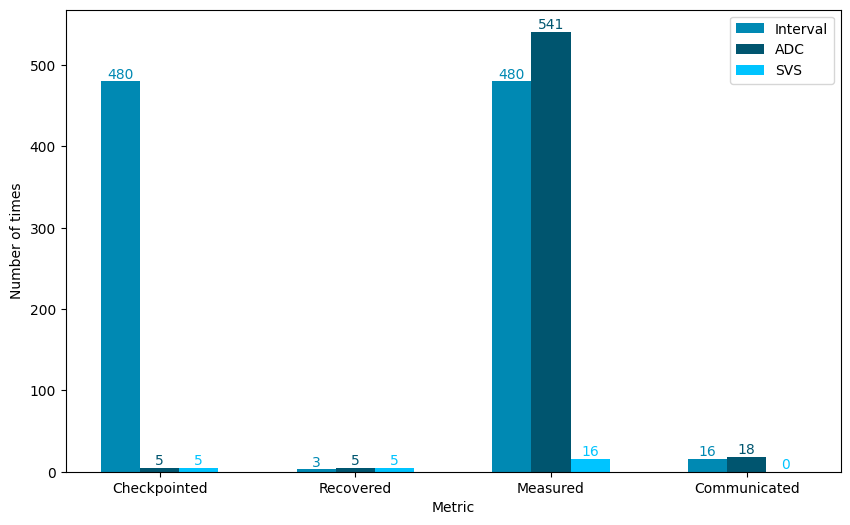 Interval
ADC
SVS
Number of times
500
400
300
200
100
0
480
5
5
3
5
5
480
541
16
16
18
0
Checkpointed
Recovered
Measured
Communicated
Metric